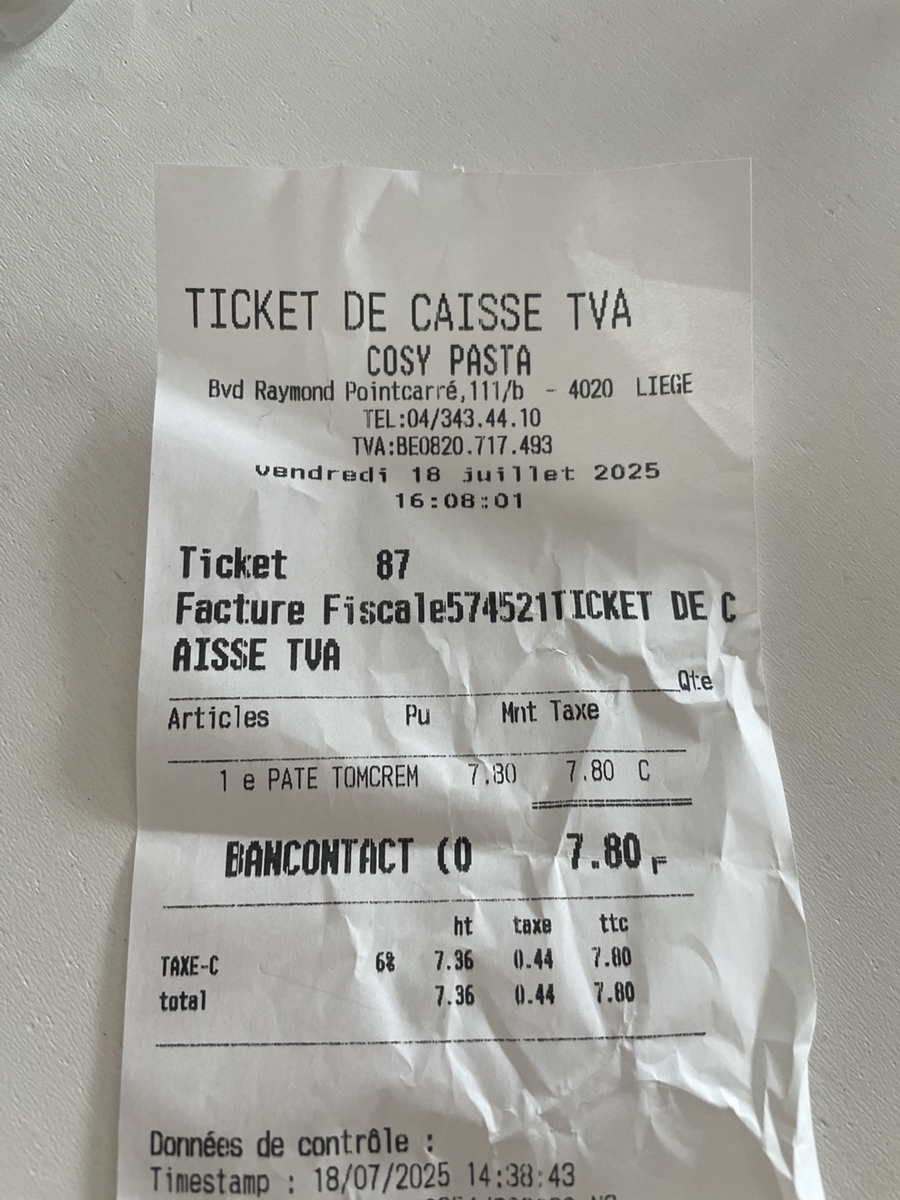 TICKET DE CAISSE TVA
COSY PASTA
Bvd Raymond Pointcarré,111/b - 4020 LIEGE
TEL:04/343.44.10
TVA:BE0820.717.493
vendredi 18 juillet 2025
16:08:01
Ticket 87
Facture Fiscale574521TICKET DE C
AISSE TVA
Qte
Articles Pu Mnt Taxe
1 e PATE TOMCREM 7.80 7.80 C
BANCONTACT (0 7.80 F
ht taxe ttc
TAXE-C 6% 7.36 0.44 7.80
total 7.36 0.44 7.80
Données de contrôle :
Timestamp : 18/07/2025 14:38:43